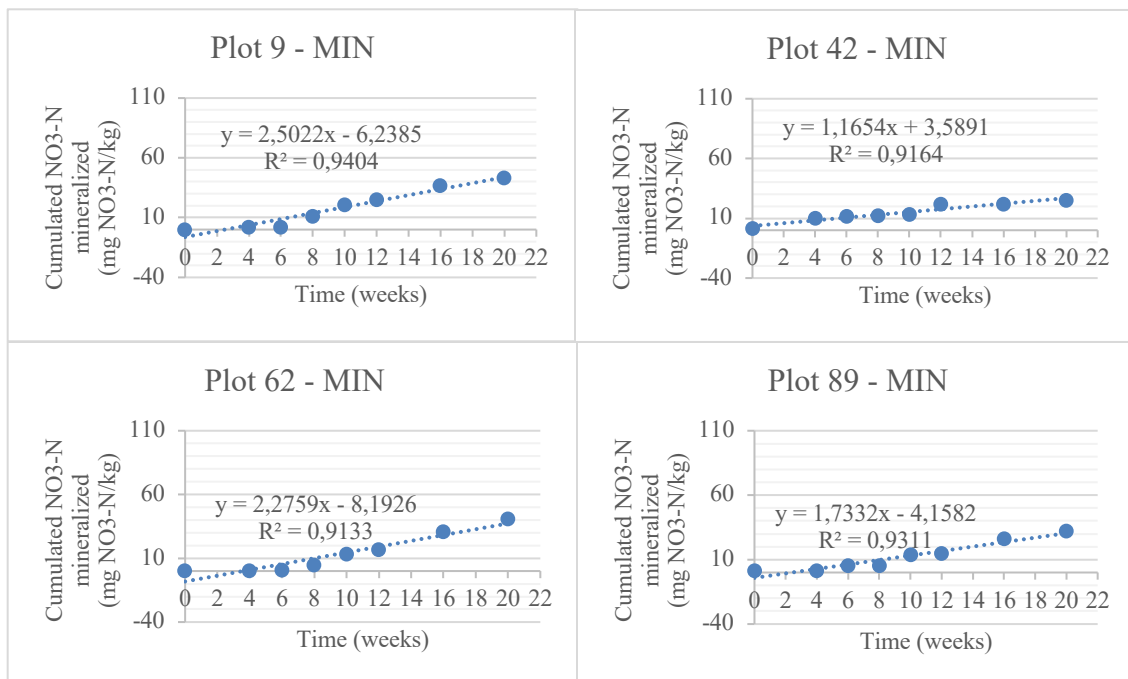 Plot 9 - MIN
Cumulated NO3-N
mineralized
(mg NO3-N/kg)
110
60
10
-40
y = 2,5022x - 6,2385
R² = 0,9404
0 2 4 6 8 10 12 14 16 18 20 22
Time (weeks)
Plot 42 - MIN
Cumulated NO3-N
mineralized
(mg NO3-N/kg)
110
60
10
-40
y = 1,1654x + 3,5891
R² = 0,9164
0 2 4 6 8 10 12 14 16 18 20 22
Time (weeks)
Plot 62 - MIN
Cumulated NO3-N
mineralized
(mg NO3-N/kg)
110
60
10
-40
y = 2,2759x - 8,1926
R² = 0,9133
0 2 4 6 8 10 12 14 16 18 20 22
Time (weeks)
Plot 89 - MIN
Cumulated NO3-N
mineralized
(mg NO3-N/kg)
110
60
10
-40
y = 1,7332x - 4,1582
R² = 0,9311
0 2 4 6 8 10 12 14 16 18 20 22
Time (weeks)